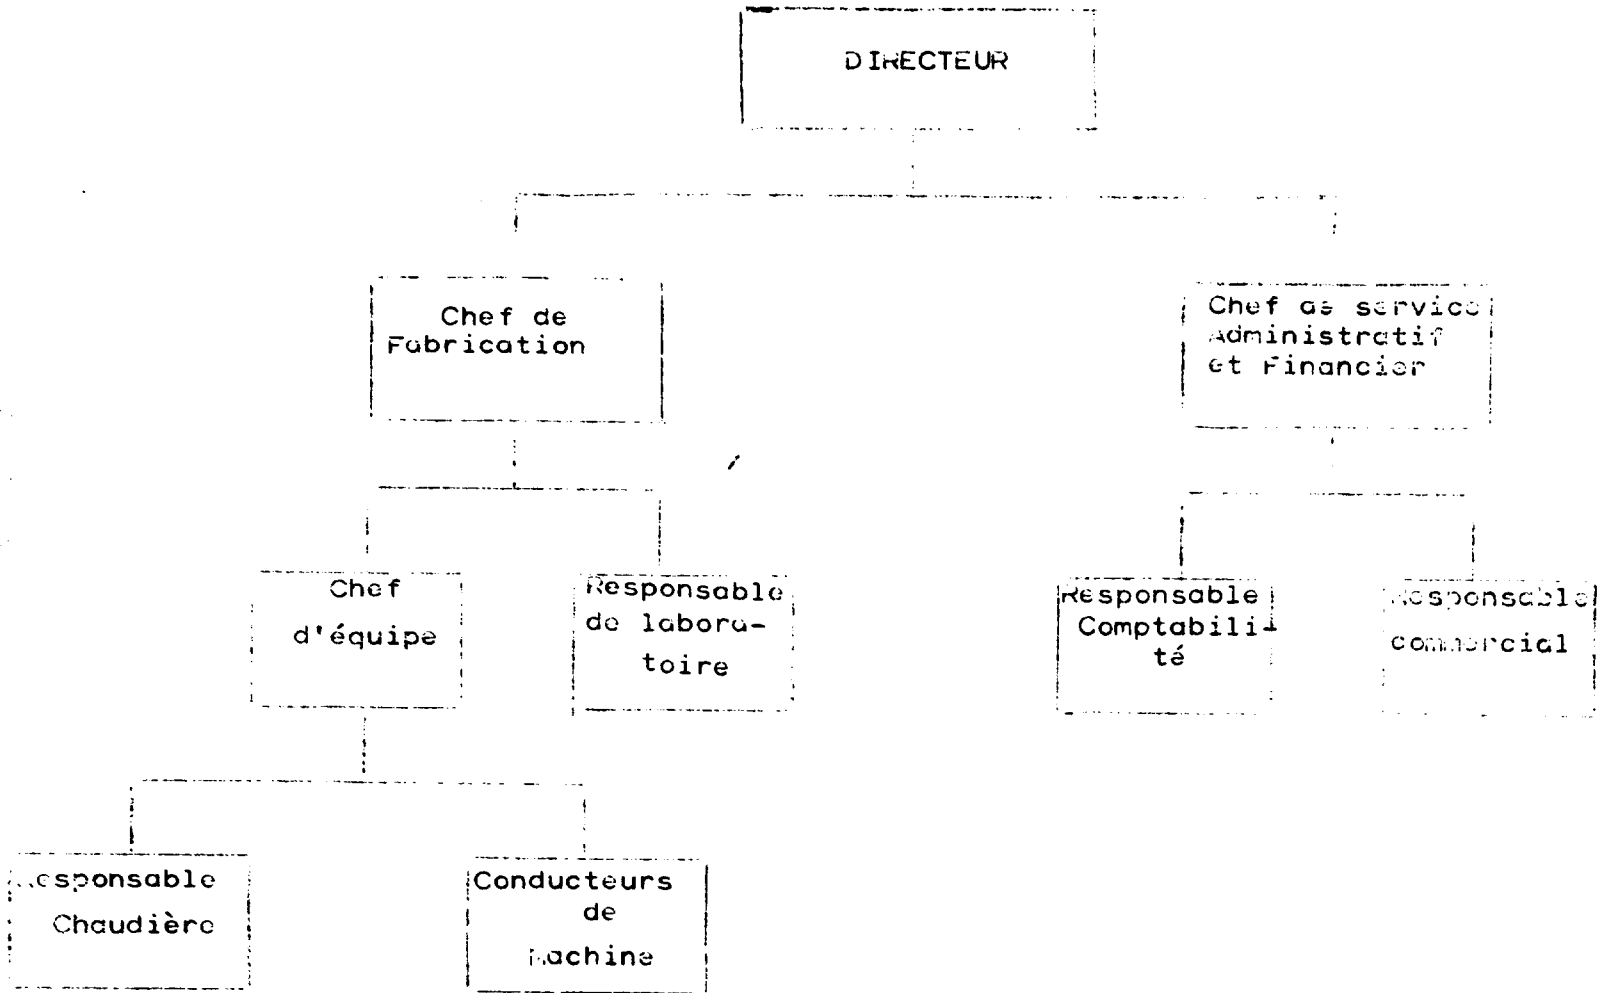 DIRECTEUR
Chef de
Fabrication
Chef de service
Administratif
et Financier
Chef
d'équipe
Responsable
de labora-
toire
Responsable
Comptabili-
té
Responsable
commercial
Responsable
Chaudière
Conducteurs
de
Machine